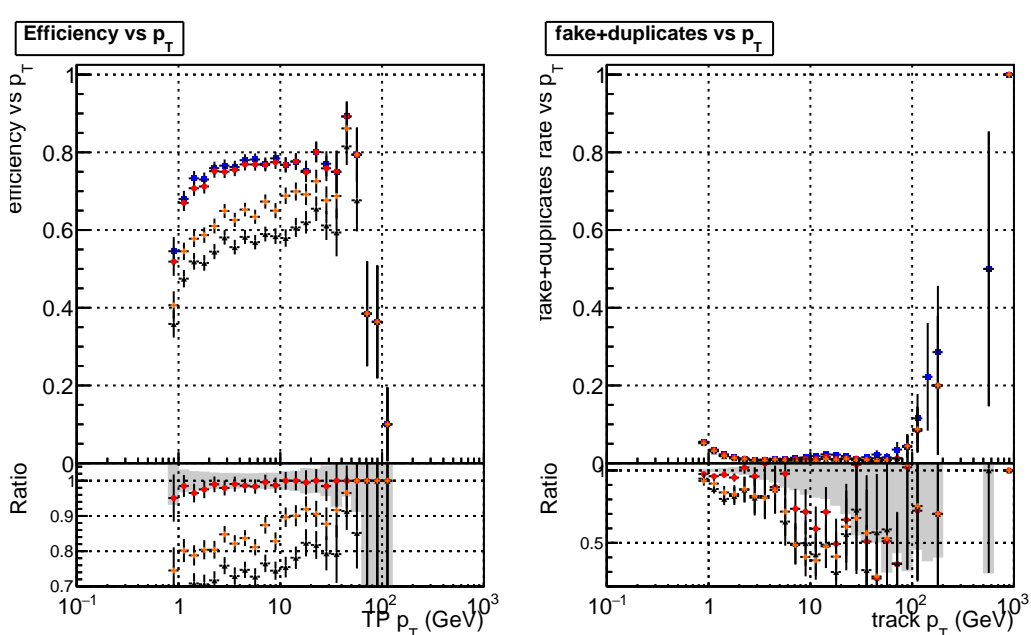 Efficiency vs p_T
efficiency vs p_T
1
0.8
0.6
0.4
0.2
0
Ratio
1
0.9
0.8
0.7
10^−1 1 10 10^2 10^3
TP p_T (GeV)
fake+duplicates vs p_T
fake+duplicates rate vs p_T
1
0.8
0.6
0.4
0.2
0
Ratio
1
0.5
10^−1 1 10 10^2 10^3
track p_T (GeV)